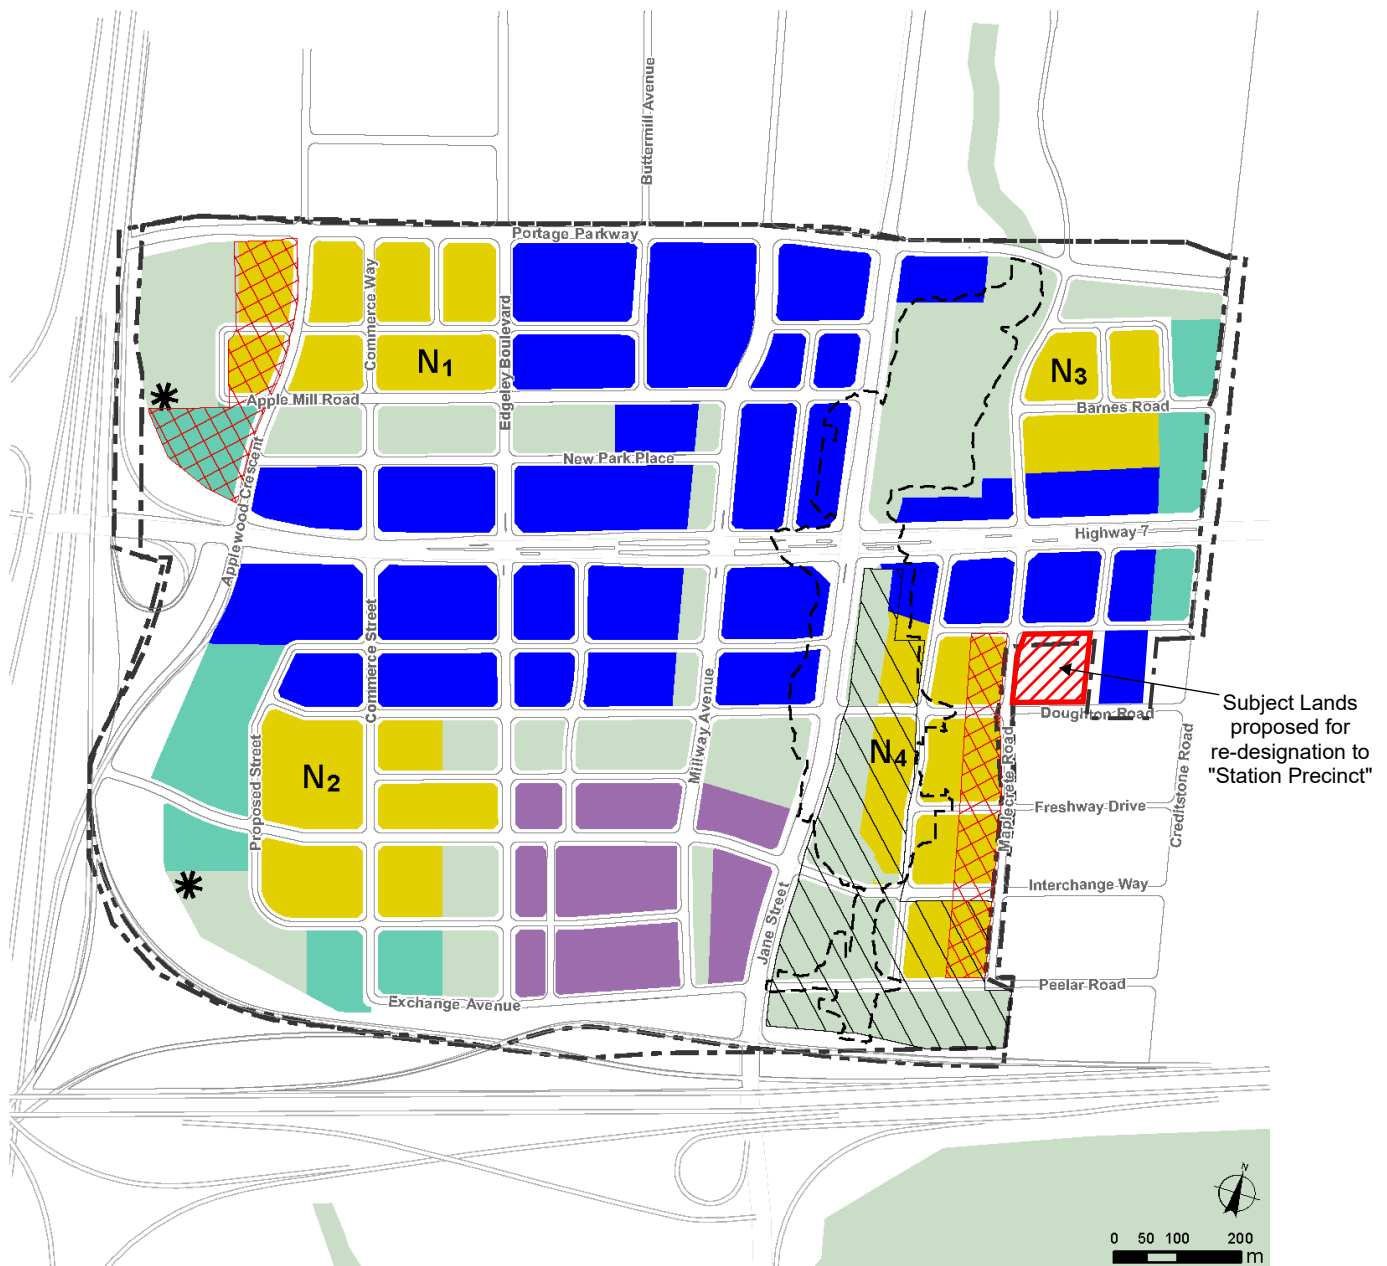 Buttermill Avenue
Portage Parkway
Commerce Way
Edgeley Boulevard
N1
N3
Apple Mill Road
Barnes Road
Applewood Crescent
New Park Place
Highway 7
Commerce Street
Millway Avenue
Subject Lands
proposed for
re-designation to
"Station Precinct"
Doughton Road
N2
N4
Proposed Street
Maplecrete Road
Creditstone Road
Freshway Drive
Interchange Way
Jane Street
Peelar Road
Exchange Avenue
N
0 50 100 200
m